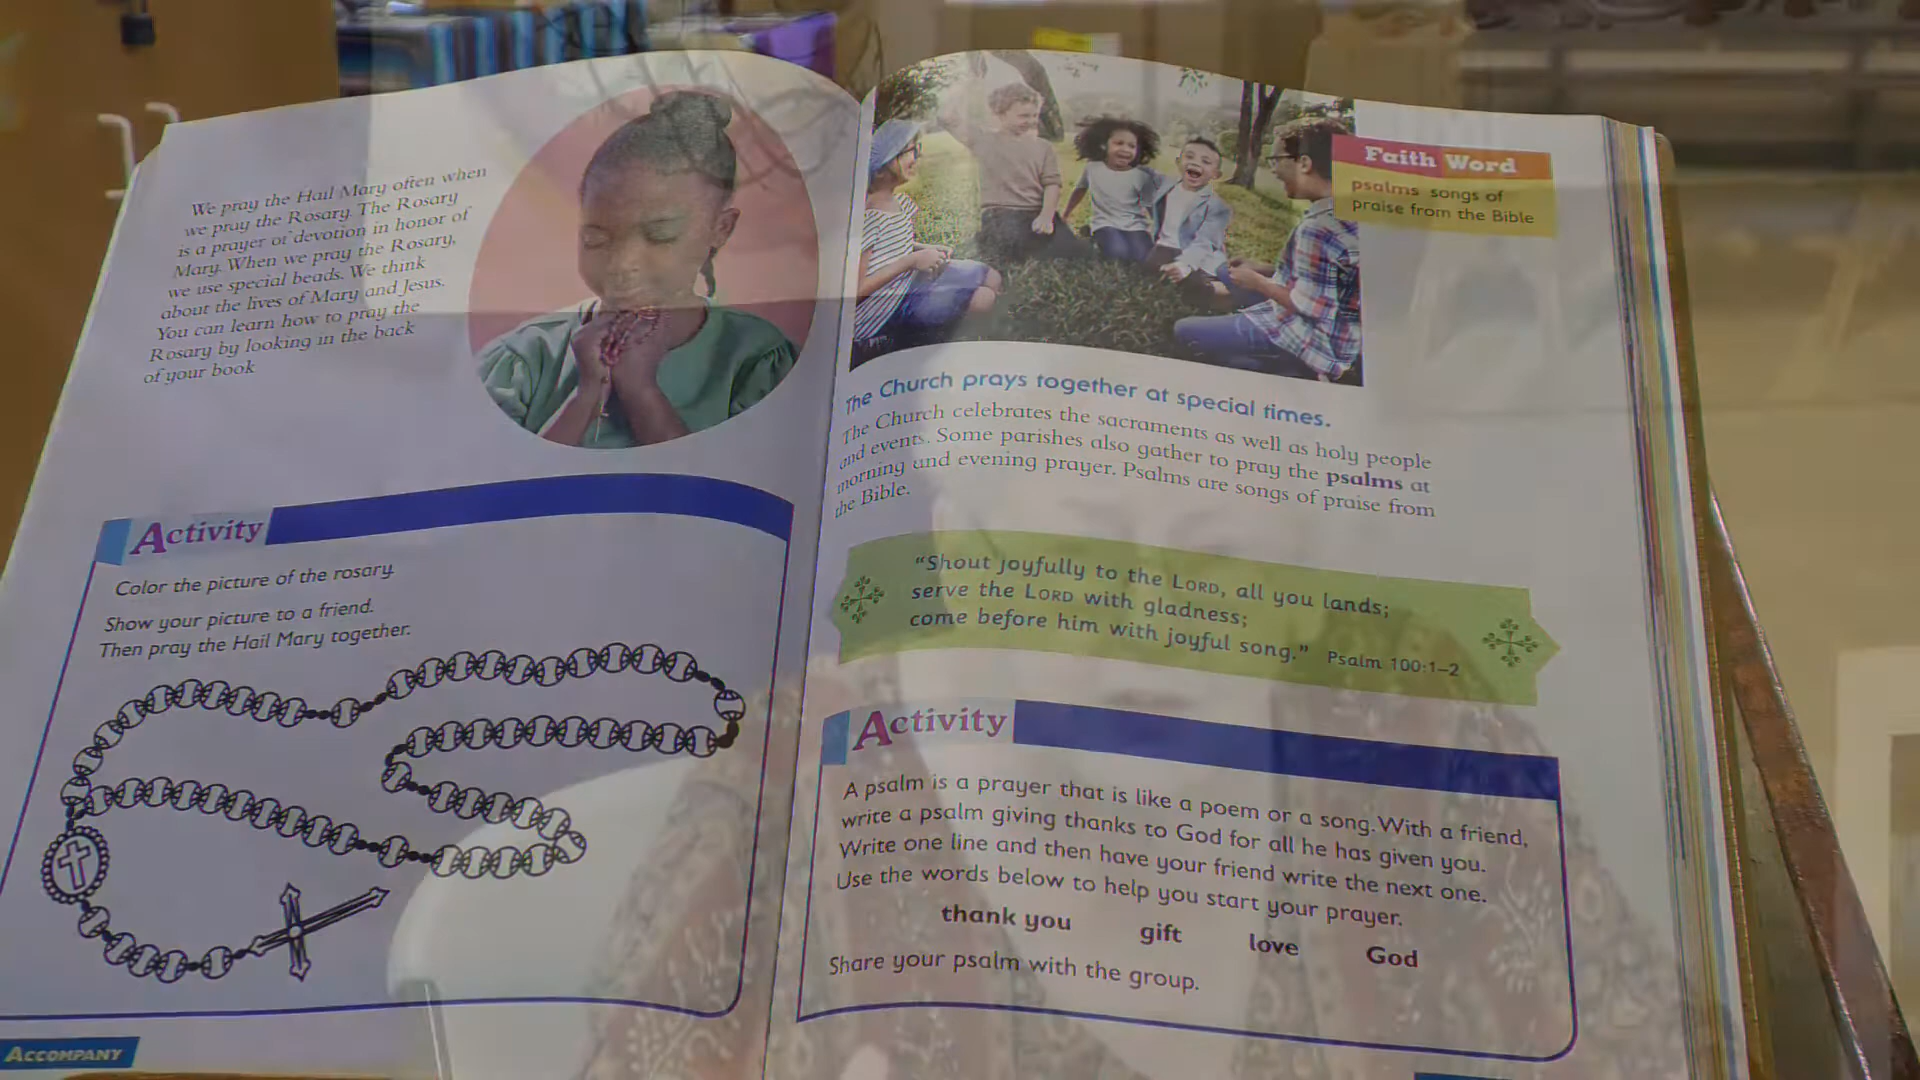 We pray the Hail Mary often when
we pray the Rosary. The Rosary
is a prayer of devotion in honor of
Mary. When we pray the Rosary,
we use special beads. We think
about the lives of Mary and Jesus.
You can learn how to pray the
Rosary by looking in the back
of your book
Activity
Color the picture of the rosary.
Show your picture to a friend.
Then pray the Hail Mary together.
ACCOMPANY
Faith Word
psalms songs of
praise from the Bible
The Church prays together at special times.
The Church celebrates the sacraments as well as holy people
and events. Some parishes also gather to pray the psalms at
morning and evening prayer. Psalms are songs of praise from
the Bible.
“Shout joyfully to the LORD, all you lands;
serve the LORD with gladness;
come before him with joyful song.” Psalm 100:1–2
Activity
A psalm is a prayer that is like a poem or a song. With a friend,
write a psalm giving thanks to God for all he has given you.
Write one line and then have your friend write the next one.
Use the words below to help you start your prayer.
thank you gift love God
Share your psalm with the group.